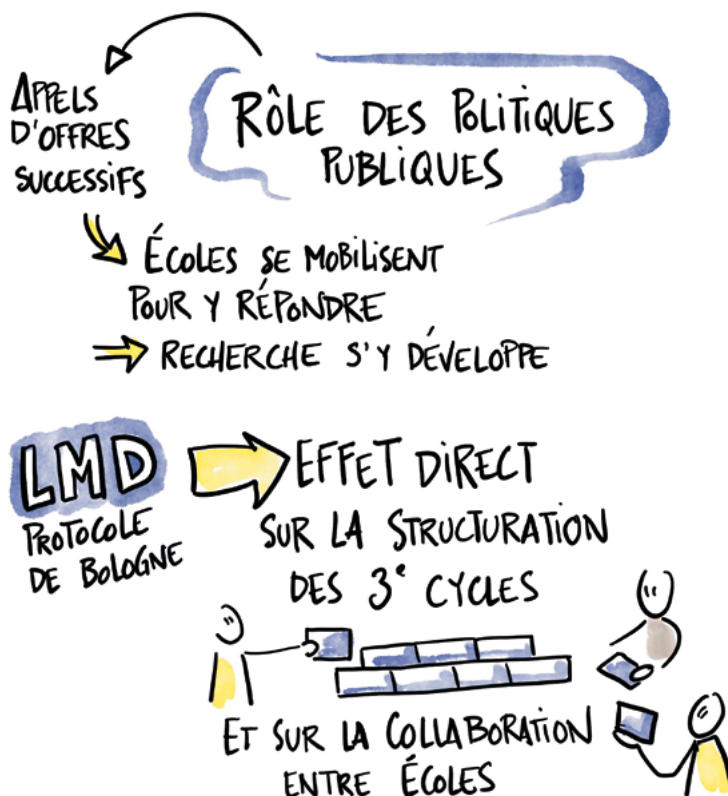 RÔLE DES POLITIQUES
PUBLIQUES
APPELS
D'OFFRES
SUCCESSIFS
ÉCOLES SE MOBILISENT
POUR Y RÉPONDRE
RECHERCHE S'Y DÉVELOPPE
LMD
PROTOCOLE
DE BOLOGNE
EFFET DIRECT
SUR LA STRUCTURATION
DES 3e CYCLES
ET SUR LA COLLABORATION
ENTRE ÉCOLES